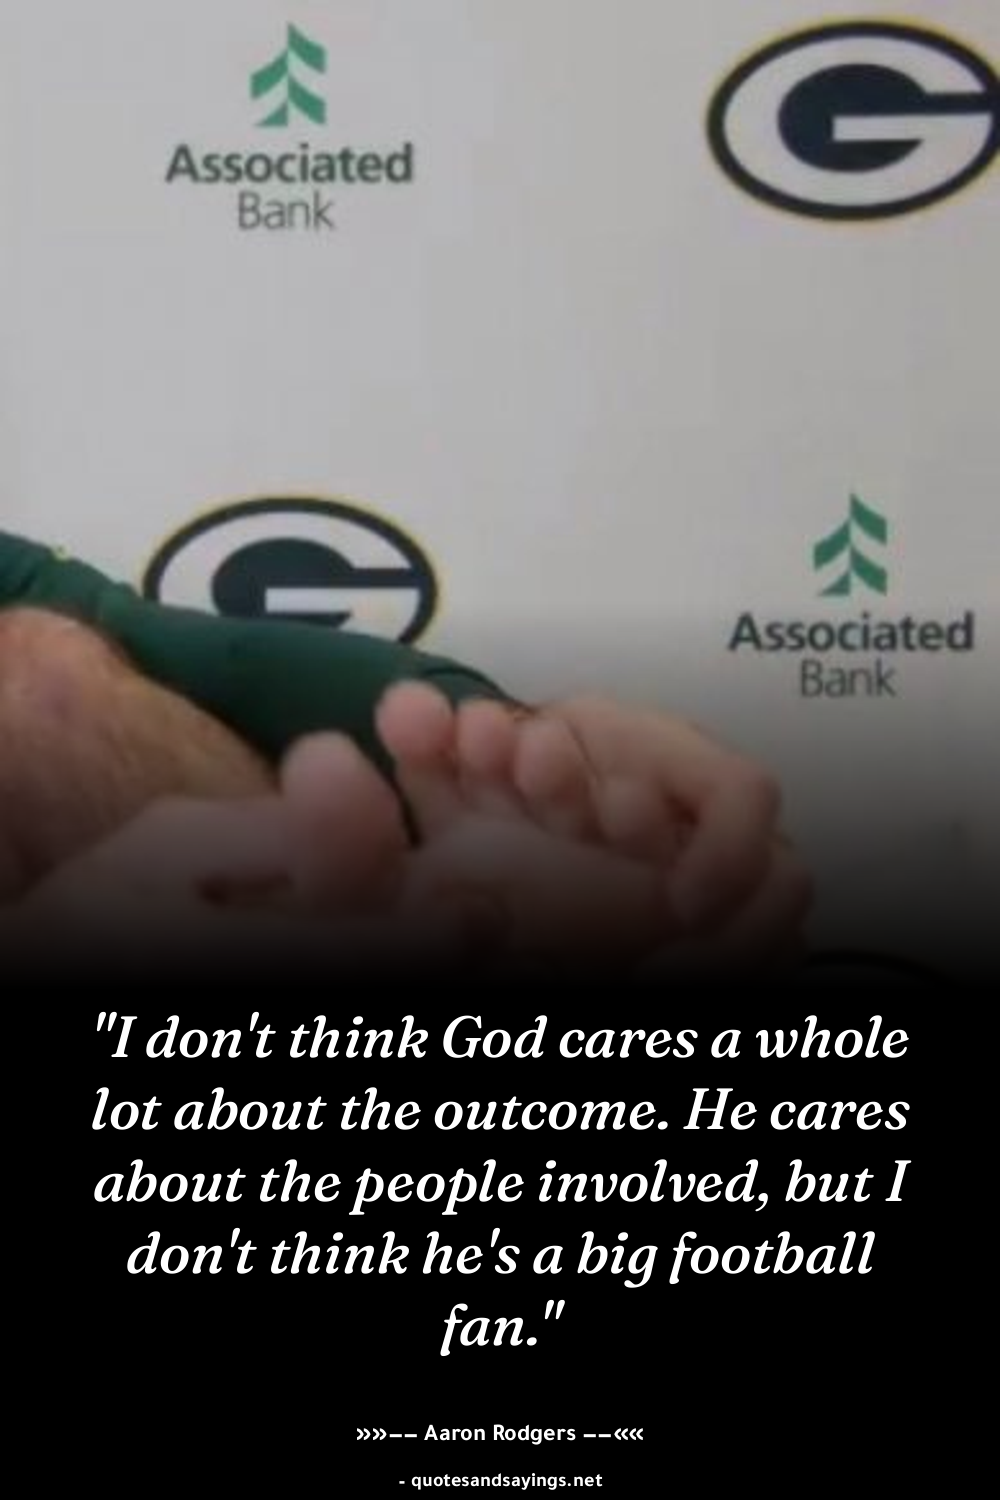 Associated
Bank
G
G
Associated
Bank
"I don't think God cares a whole
lot about the outcome. He cares
about the people involved, but I
don't think he's a big football
fan."
»»—— Aaron Rodgers ——««
- quotesandsayings.net